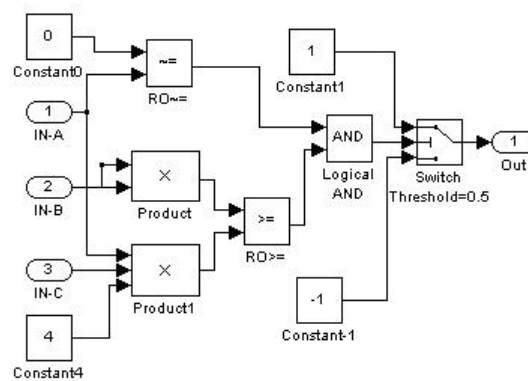 0
Constant0
~=
RO~=
1
Constant1
1
IN-A
AND
Logical
AND
1
Out
Switch
Threshold=0.5
2
IN-B
×
Product
>=
RO>=
3
IN-C
×
Product1
-1
Constant-1
4
Constant4